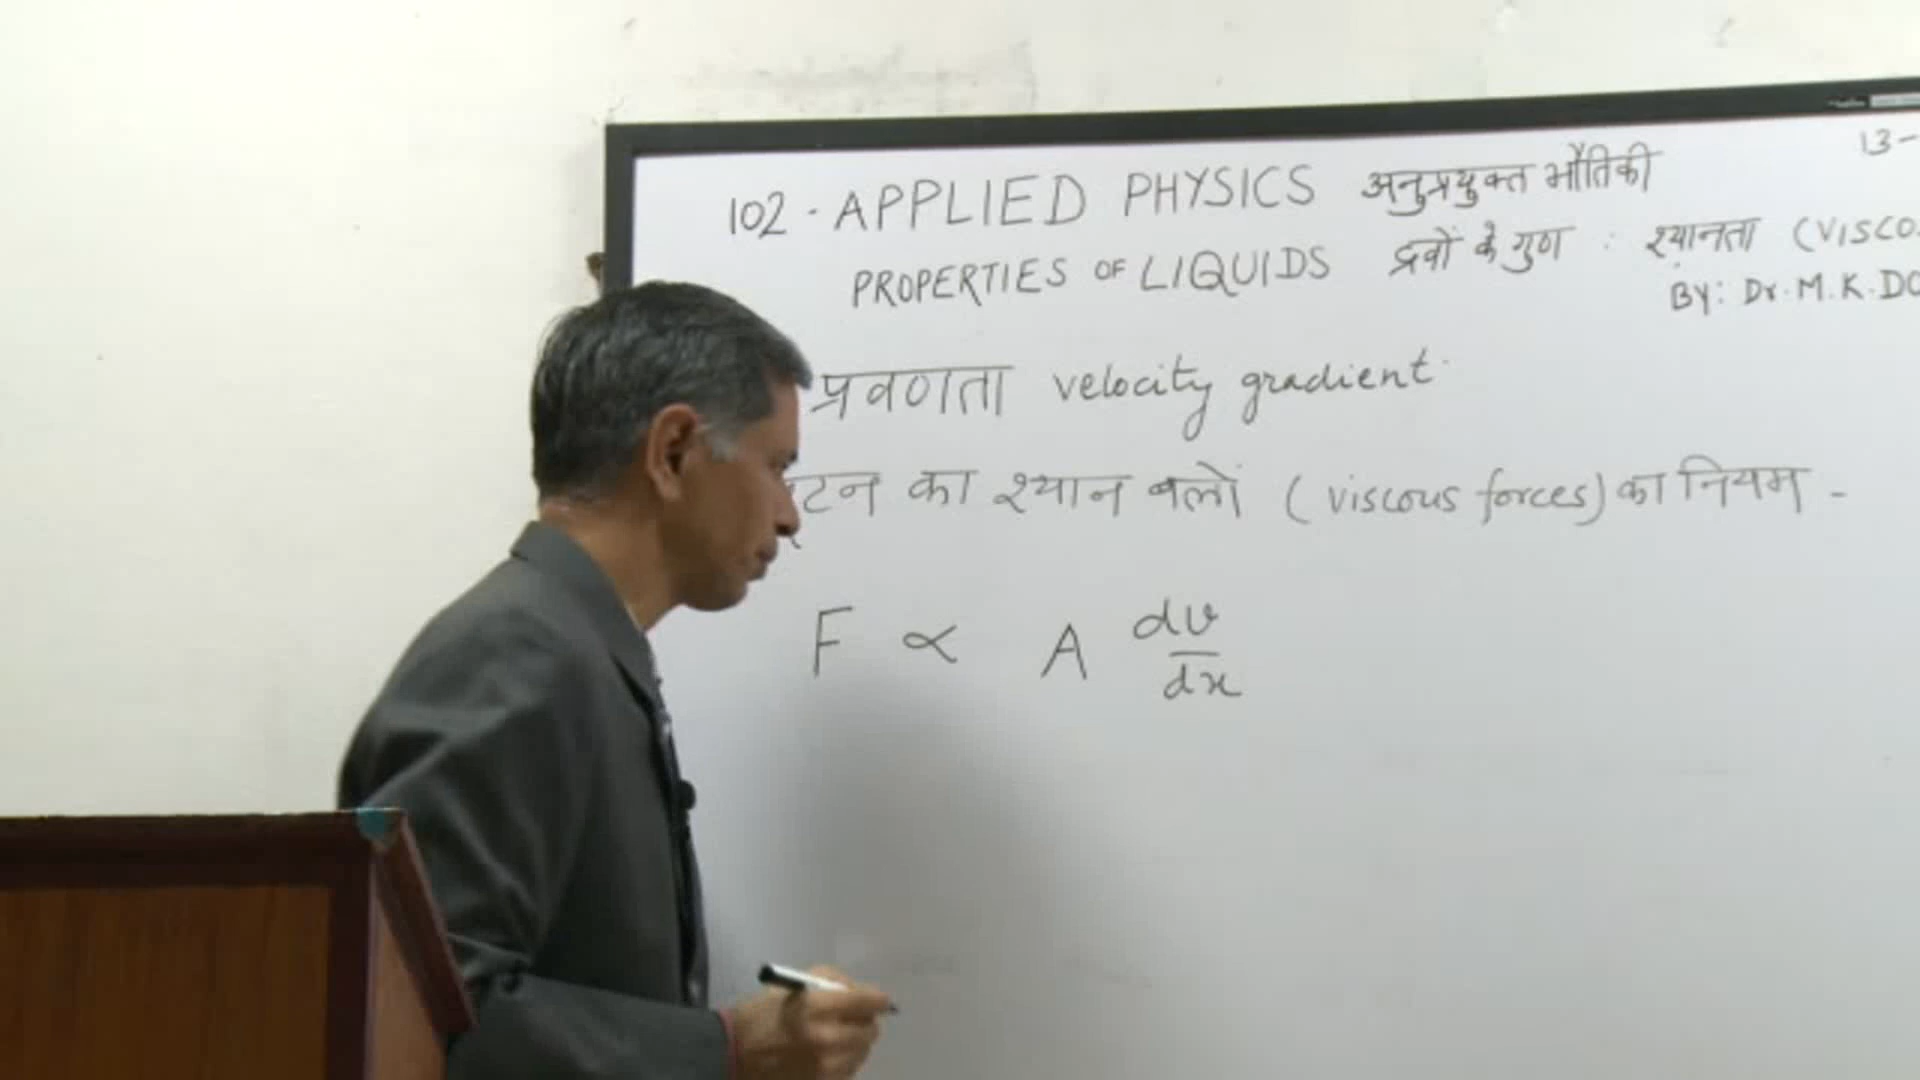 13-
102 - APPLIED PHYSICS अनुप्रयुक्त भौतिकी
PROPERTIES OF LIQUIDS द्रवों के गुण : श्यानता (VISCO
BY: Dr. M. K. DO
प्रवणता velocity gradient
टन का श्यान बलों (viscous forces) का नियम -
F ∝ A dv/dx